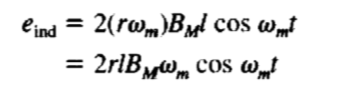 e_ind = 2(rω_m)B_M l cos ω_m t
= 2rlB_M ω_m cos ω_m t